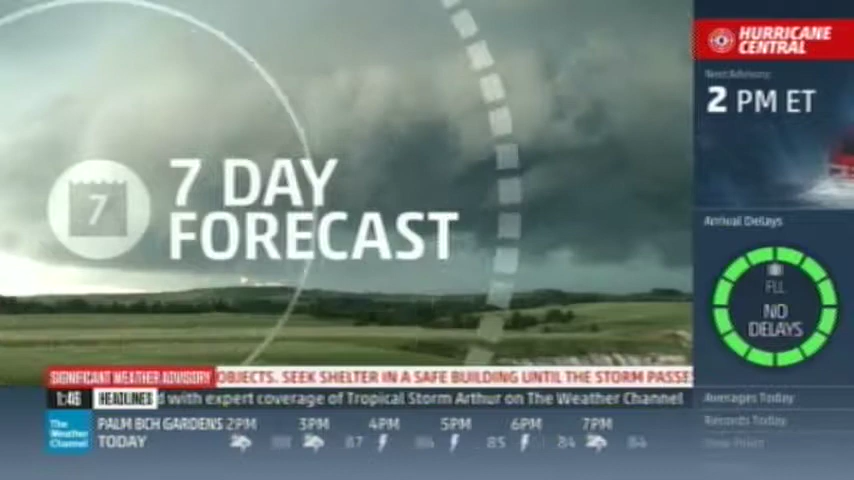 HURRICANE
CENTRAL
Next Advisory:
2 PM ET
7
7 DAY
FORECAST
Arrival Delays
FLL
NO
DELAYS
SIGNIFICANT WEATHER ADVISORY OBJECTS. SEEK SHELTER IN A SAFE BUILDING UNTIL THE STORM PASSE
1:46 HEADLINES d with expert coverage of Tropical Storm Arthur on The Weather Channel
Averages Today
Records Today
The
Weather
Channel
PALM BCH GARDENS 2PM 3PM 4PM 5PM 6PM 7PM
TODAY 87 85 84 84